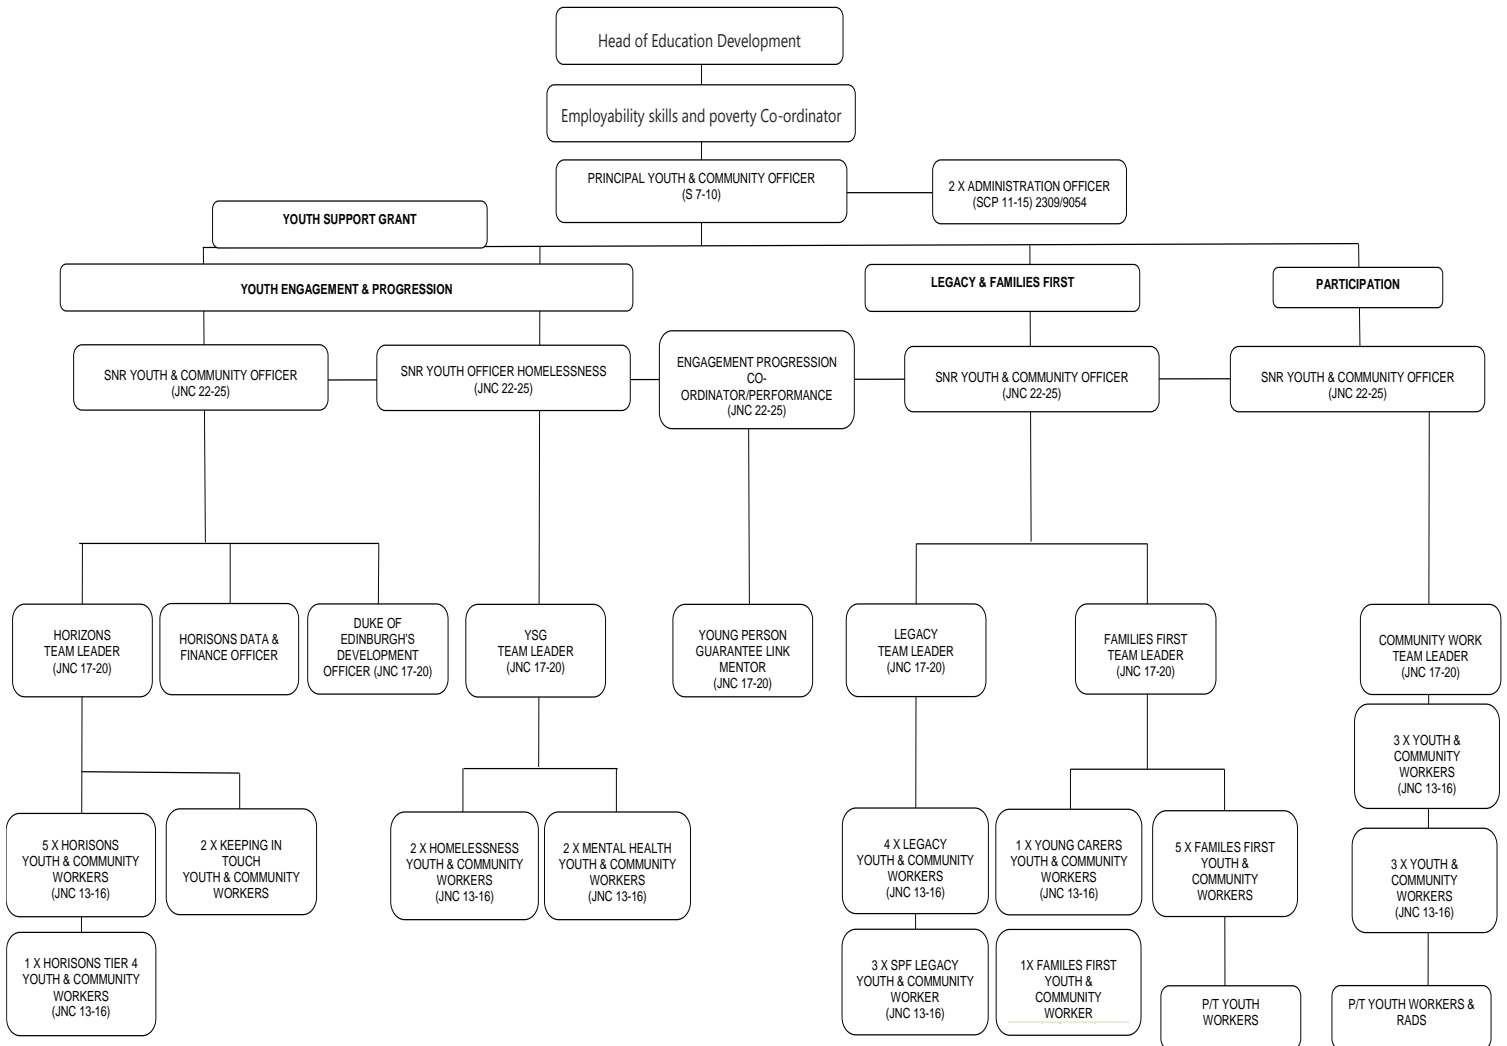 Head of Education Development
Employability skills and poverty Co-ordinator
PRINCIPAL YOUTH & COMMUNITY OFFICER
(S 7-10)
2 X ADMINISTRATION OFFICER
(SCP 11-15) 2309/9054
YOUTH SUPPORT GRANT
YOUTH ENGAGEMENT & PROGRESSION
LEGACY & FAMILIES FIRST
PARTICIPATION
SNR YOUTH & COMMUNITY OFFICER
(JNC 22-25)
SNR YOUTH OFFICER HOMELESSNESS
(JNC 22-25)
ENGAGEMENT PROGRESSION
CO-
ORDINATOR/PERFORMANCE
(JNC 22-25)
SNR YOUTH & COMMUNITY OFFICER
(JNC 22-25)
SNR YOUTH & COMMUNITY OFFICER
(JNC 22-25)
HORIZONS
TEAM LEADER
(JNC 17-20)
HORISONS DATA &
FINANCE OFFICER
DUKE OF
EDINBURGH'S
DEVELOPMENT
OFFICER (JNC 17-20)
YSG
TEAM LEADER
(JNC 17-20)
YOUNG PERSON
GUARANTEE LINK
MENTOR
(JNC 17-20)
LEGACY
TEAM LEADER
(JNC 17-20)
FAMILIES FIRST
TEAM LEADER
(JNC 17-20)
COMMUNITY WORK
TEAM LEADER
(JNC 17-20)
3 X YOUTH &
COMMUNITY
WORKERS
(JNC 13-16)
5 X HORISONS
YOUTH & COMMUNITY
WORKERS
(JNC 13-16)
2 X KEEPING IN
TOUCH
YOUTH & COMMUNITY
WORKERS
2 X HOMELESSNESS
YOUTH & COMMUNITY
WORKERS
(JNC 13-16)
2 X MENTAL HEALTH
YOUTH & COMMUNITY
WORKERS
(JNC 13-16)
4 X LEGACY
YOUTH & COMMUNITY
WORKERS
(JNC 13-16)
1 X YOUNG CARERS
YOUTH & COMMUNITY
WORKERS
(JNC 13-16)
5 X FAMILES FIRST
YOUTH &
COMMUNITY
WORKERS
3 X YOUTH &
COMMUNITY
WORKERS
(JNC 13-16)
1 X HORISONS TIER 4
YOUTH & COMMUNITY
WORKERS
(JNC 13-16)
3 X SPF LEGACY
YOUTH & COMMUNITY
WORKER
(JNC 13-16)
1X FAMILES FIRST
YOUTH &
COMMUNITY
WORKER
P/T YOUTH
WORKERS
P/T YOUTH WORKERS &
RADS